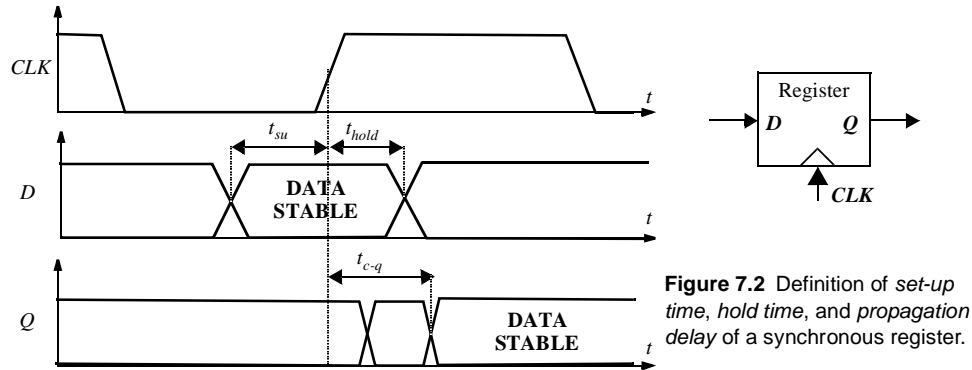 CLK
t
t_su
t_hold
D
DATA
STABLE
t
t_c-q
Q
DATA
STABLE
t
Register
D Q
CLK
Figure 7.2 Definition of set-up
time, hold time, and propagation
delay of a synchronous register.